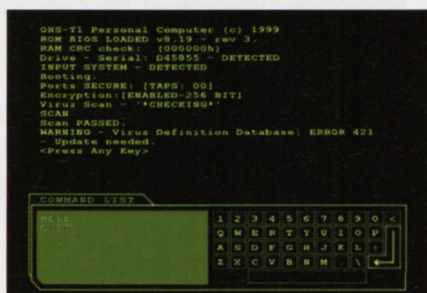 OHS-T1 Personal Computer (c) 1999
ROM BIOS LOADED v8.19 - rev 3.
RAM CRC check: (000000h)
Drive - Serial: D45055 - DETECTED
INPUT SYSTEM - DETECTED
Booting.
Ports SECURE: [TAPS: 00]
Encryption:[ENABLED-256 BIT]
Virus Scan - '*CHECKING*'
SCAN
Scan PASSED.
WARNING - Virus Definition Database: ERROR 421
- Update needed.
<Press Any Key>
COMMAND LIST
HELP
1 2 3 4 5 6 7 8 9 0 <
Q W E R T Y U I O P
A S D F G H J K L :
Z X C V B N M . \